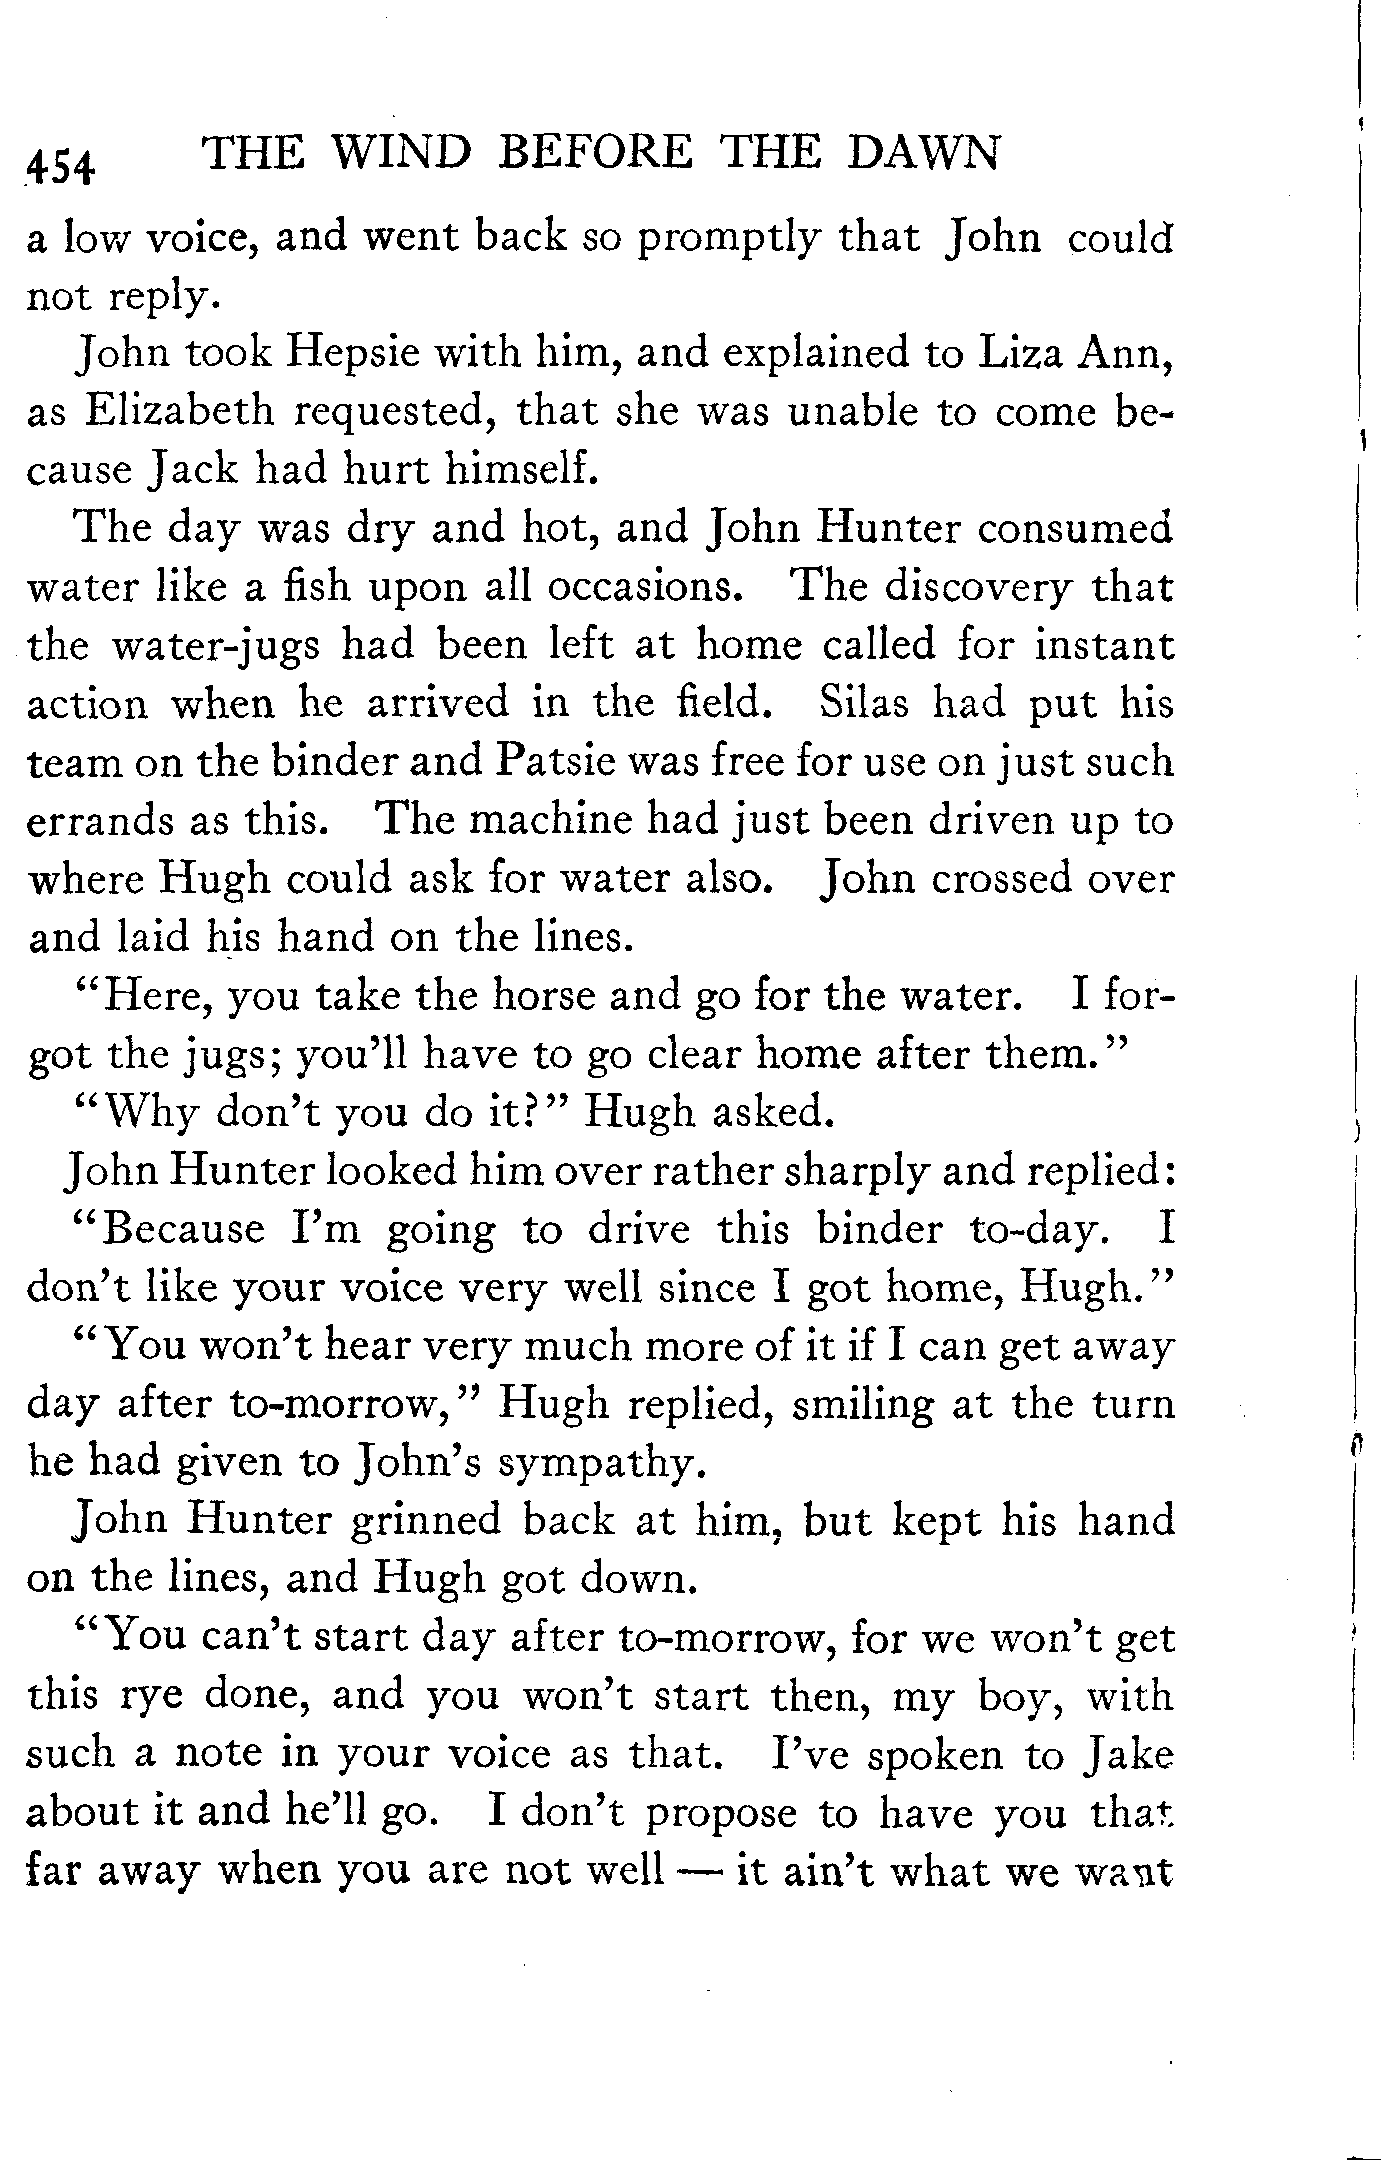 454 THE WIND BEFORE THE DAWN
a low voice, and went back so promptly that John could
not reply.
John took Hepsie with him, and explained to Liza Ann,
as Elizabeth requested, that she was unable to come be-
cause Jack had hurt himself.
The day was dry and hot, and John Hunter consumed
water like a fish upon all occasions. The discovery that
the water-jugs had been left at home called for instant
action when he arrived in the field. Silas had put his
team on the binder and Patsie was free for use on just such
errands as this. The machine had just been driven up to
where Hugh could ask for water also. John crossed over
and laid his hand on the lines.
“Here, you take the horse and go for the water. I for-
got the jugs; you’ll have to go clear home after them.”
“Why don’t you do it?” Hugh asked.
John Hunter looked him over rather sharply and replied:
“Because I’m going to drive this binder to-day. I
don’t like your voice very well since I got home, Hugh.”
“You won’t hear very much more of it if I can get away
day after to-morrow,” Hugh replied, smiling at the turn
he had given to John’s sympathy.
John Hunter grinned back at him, but kept his hand
on the lines, and Hugh got down.
“You can’t start day after to-morrow, for we won’t get
this rye done, and you won’t start then, my boy, with
such a note in your voice as that. I’ve spoken to Jake
about it and he’ll go. I don’t propose to have you that
far away when you are not well — it ain’t what we want